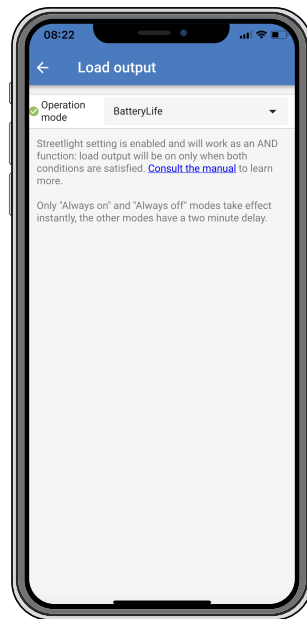 08:22
Load output
Operation
mode
BatteryLife
Streetlight setting is enabled and will work as an AND
function: load output will be on only when both
conditions are satisfied. Consult the manual to learn
more.
Only "Always on" and "Always off" modes take effect
instantly, the other modes have a two minute delay.